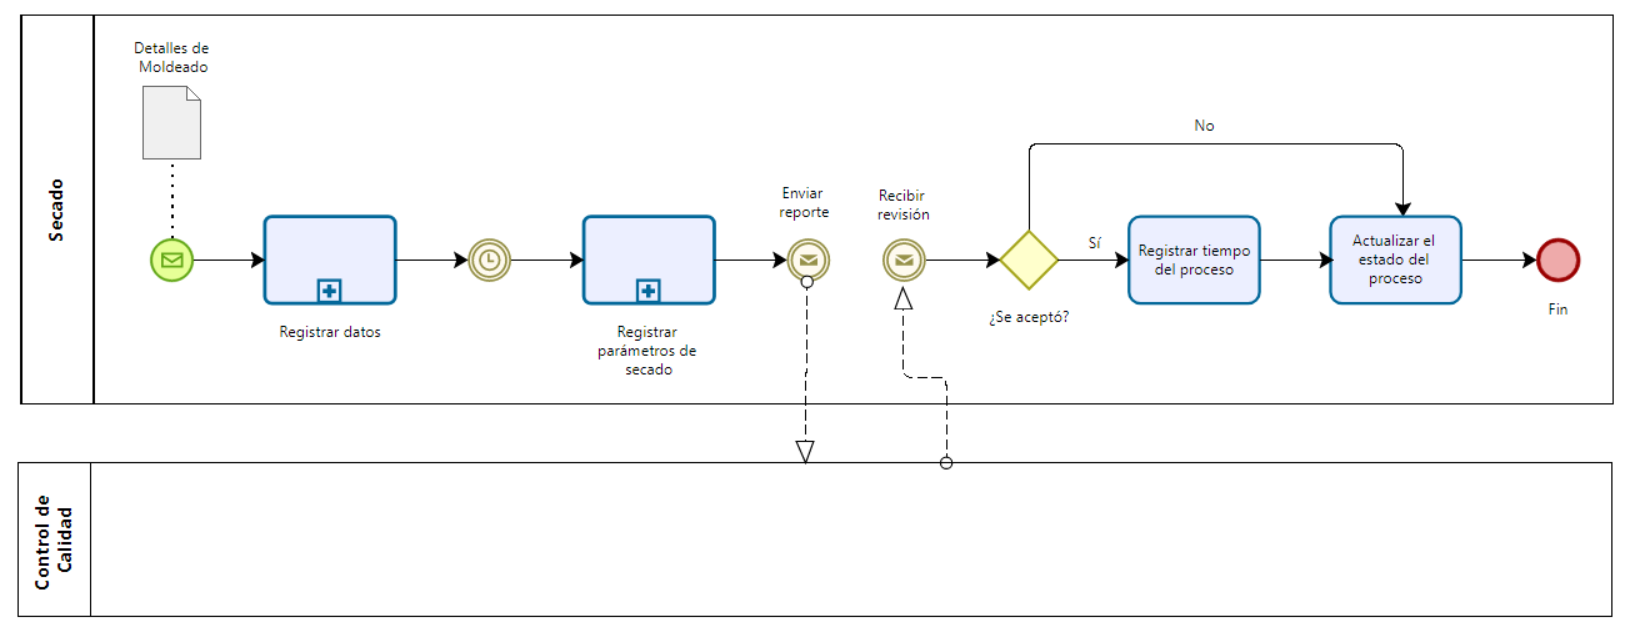 Secado
Detalles de
Moldeado
Registrar datos
Registrar
parámetros de
secado
Enviar
reporte
Recibir
revisión
¿Se aceptó?
No
Sí
Registrar tiempo
del proceso
Actualizar el
estado del
proceso
Fin
Control de
Calidad